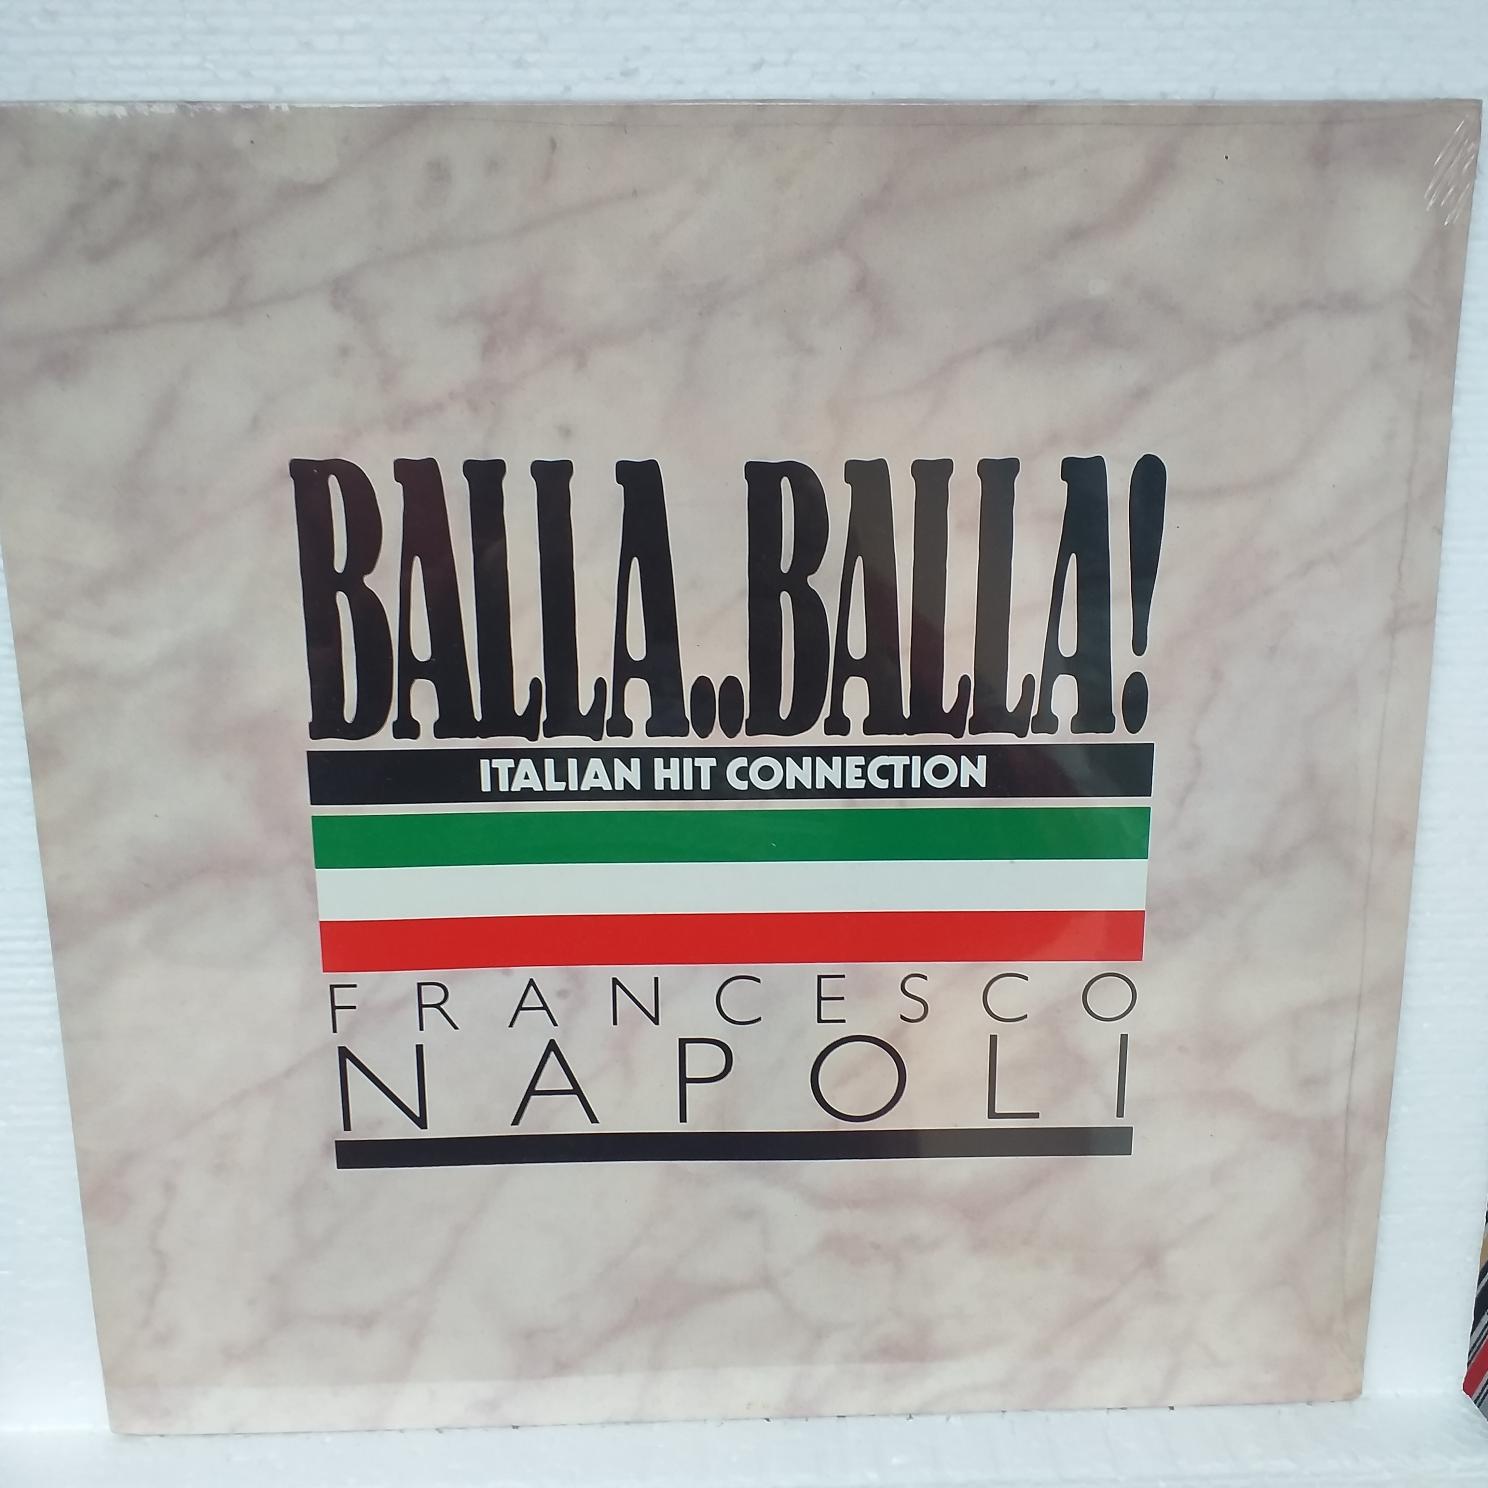 BALLA..BALLA!
ITALIAN HIT CONNECTION
FRANCESCO
NAPOLI